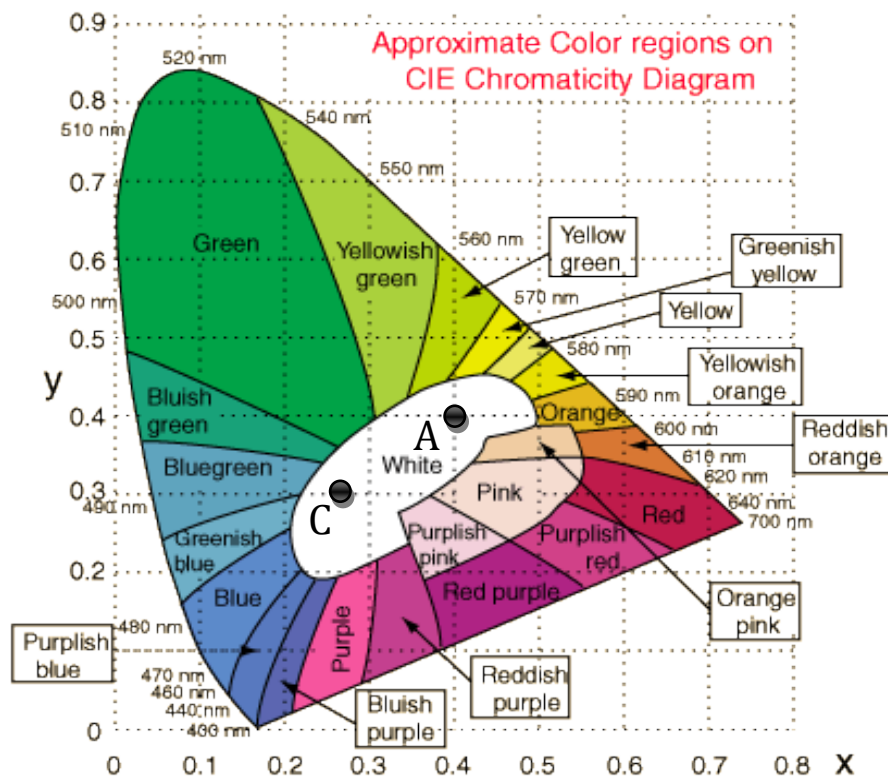 Approximate Color regions on
CIE Chromaticity Diagram
0.9
0.8
0.7
0.6
0.5
0.4
0.3
0.2
0.1
0
y
0
0.1
0.2
0.3
0.4
0.5
0.6
0.7
0.8
x
520 nm
510 nm
540 nm
550 nm
560 nm
500 nm
570 nm
580 nm
590 nm
600 nm
610 nm
620 nm
640 nm
700 nm
490 nm
480 nm
470 nm
460 nm
440 nm
400 nm
Green
Yellowish
green
Yellow
green
Greenish
yellow
Yellow
Yellowish
orange
Orange
Reddish
orange
Bluish
green
Bluegreen
Greenish
blue
Blue
Purplish
blue
White
A
C
Pink
Purplish
pink
Red
Purplish
red
Red purple
Orange
pink
Purple
Reddish
purple
Bluish
purple